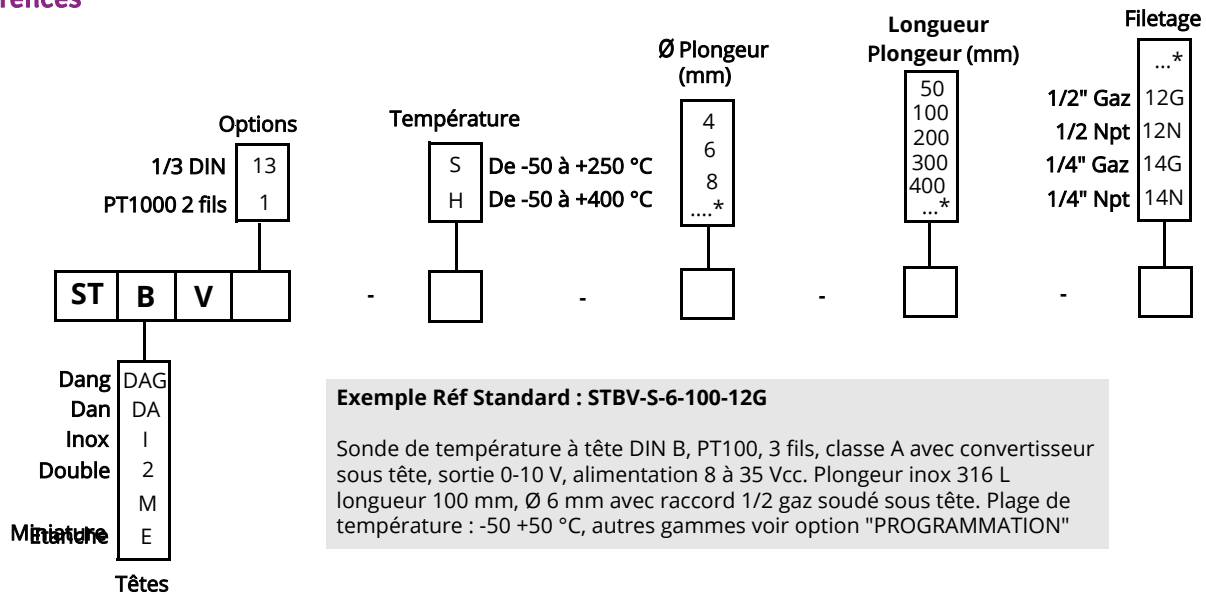 Options
1/3 DIN 13
PT1000 2 fils 1
Température
S De -50 à +250 °C
H De -50 à +400 °C
Ø Plongeur
(mm)
4
6
8
....*
Longueur
Plongeur (mm)
50
100
200
300
400
...*
Filetage
...*
1/2" Gaz 12G
1/2 Npt 12N
1/4" Gaz 14G
1/4" Npt 14N
ST B V - - - -
Dang DAG
Dan DA
Inox I
Double 2
M
Miniature
Etanche E
Têtes
Exemple Réf Standard : STBV-S-6-100-12G
Sonde de température à tête DIN B, PT100, 3 fils, classe A avec convertisseur
sous tête, sortie 0-10 V, alimentation 8 à 35 Vcc. Plongeur inox 316 L
longueur 100 mm, Ø 6 mm avec raccord 1/2 gaz soudé sous tête. Plage de
température : -50 +50 °C, autres gammes voir option "PROGRAMMATION"